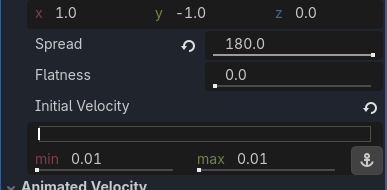 x 1.0 y -1.0 z 0.0
Spread 180.0
Flatness 0.0
Initial Velocity
min 0.01 max 0.01
Animated Velocity